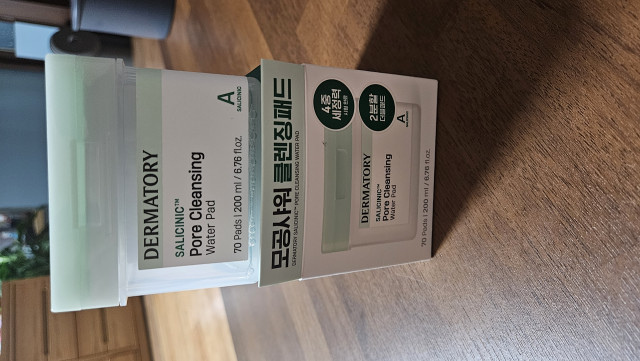 DERMATORY
SALICINIC™
Pore Cleansing
Water Pad
70 Pads | 200 ml / 6.76 fl.oz.
A
SALICINIC
모공샤워 클렌징패드
DERMATORY SALICINIC™ PORE CLEANSING WATER PAD
4중
세정력
2분할
더블패드
DERMATORY
SALICINIC™
Pore Cleansing
Water Pad
A
70 Pads | 200 ml / 6.76 fl.oz.